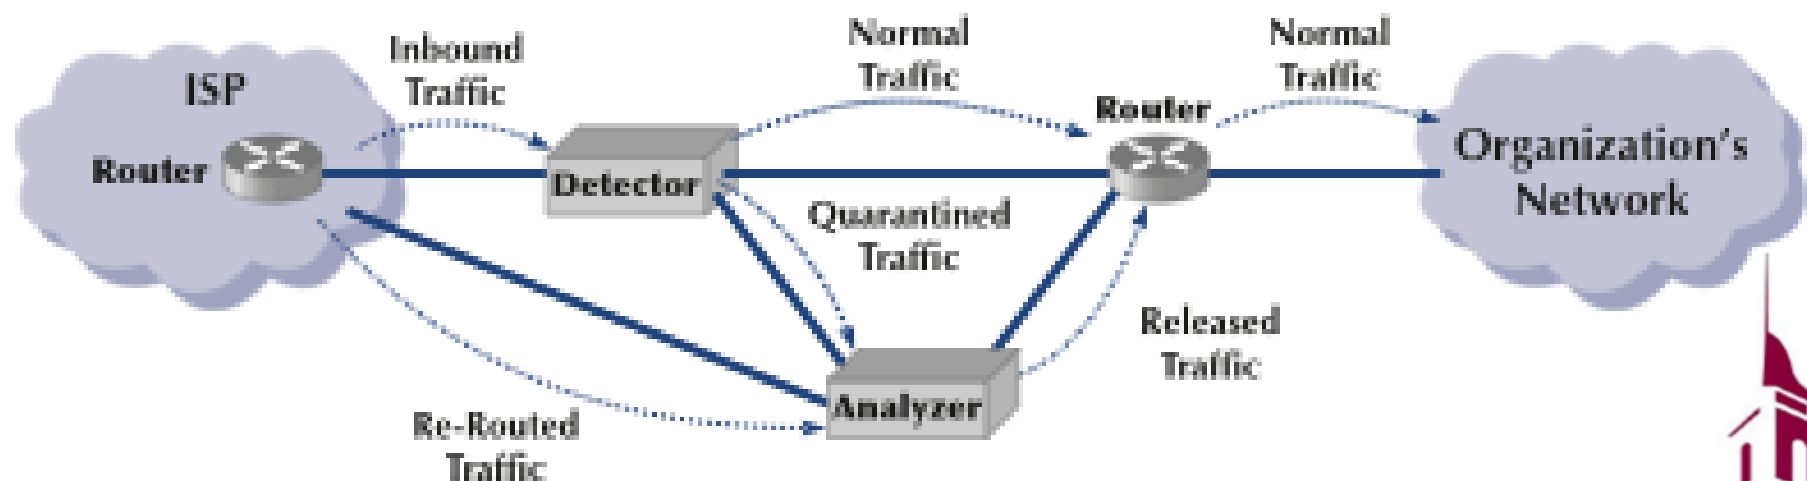 ISP
Router
Inbound
Traffic
Detector
Normal
Traffic
Router
Normal
Traffic
Organization's
Network
Quarantined
Traffic
Released
Traffic
Analyzer
Re-Routed
Traffic